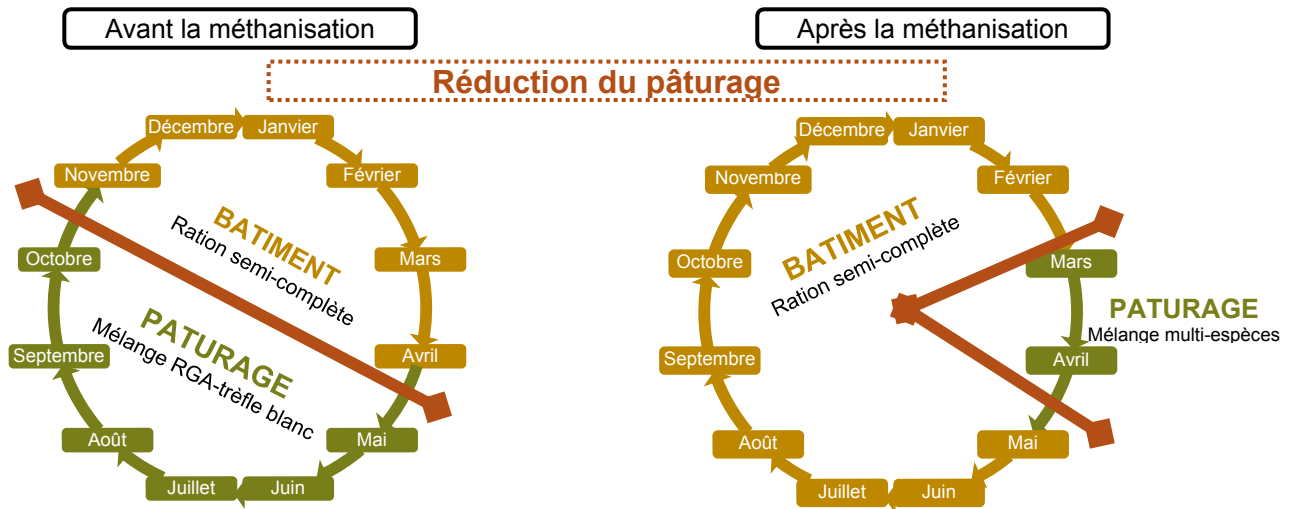 Avant la méthanisation
Après la méthanisation
Réduction du pâturage
Décembre
Janvier
Novembre
Février
BATIMENT
Ration semi-complète
Octobre
Mars
PATURAGE
Mélange RGA-trèfle blanc
Septembre
Avril
Août
Mai
Juillet
Juin
Décembre
Janvier
Novembre
Février
BATIMENT
Ration semi-complète
Octobre
Mars
PATURAGE
Mélange multi-espèces
Septembre
Avril
Août
Mai
Juillet
Juin